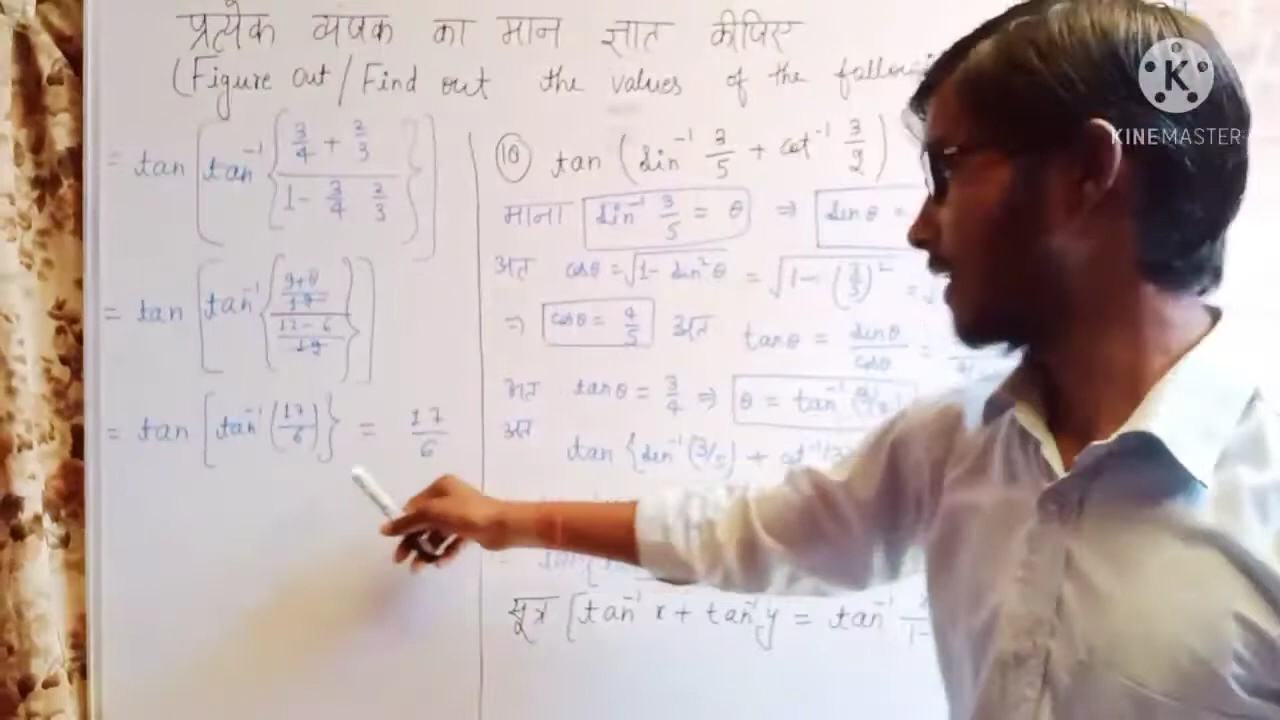 प्रत्येक व्यंजक का मान ज्ञात कीजिए
(Figure out/Find out the values of the
= tan [tan⁻¹ { (3/4 + 2/3) / (1 - 3/4 2/3) }]
= tan [tan⁻¹ { ((9+8)/12) / ((12-6)/12) }]
= tan [tan⁻¹ (17/6)} = 17/6
(10) tan (sin⁻¹ 3/5 + cot⁻¹ 3/2)
माना sin⁻¹ 3/5 = θ ⇒ sinθ =
अत cosθ = √(1 - sin²θ) = √(1 - (3/5)²) = √
⇒ cosθ = 4/5 अत tanθ = sinθ/cosθ =
अत tanθ = 3/4 ⇒ θ = tan⁻¹ (3/4)
अत
tan {sin⁻¹ (3/5) + cot⁻¹
सूत्र [tan⁻¹ x + tan⁻¹ y = tan⁻¹
KINEMASTER